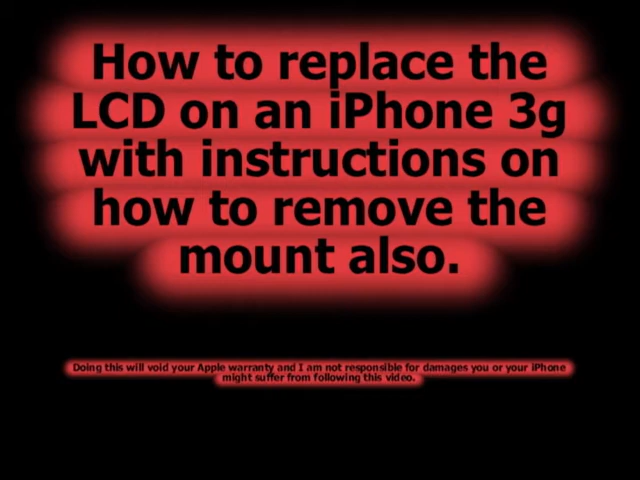 How to replace the
LCD on an iPhone 3g
with instructions on
how to remove the
mount also.
Doing this will void your Apple warranty and I am not responsible for damages you or your iPhone
might suffer from following this video.